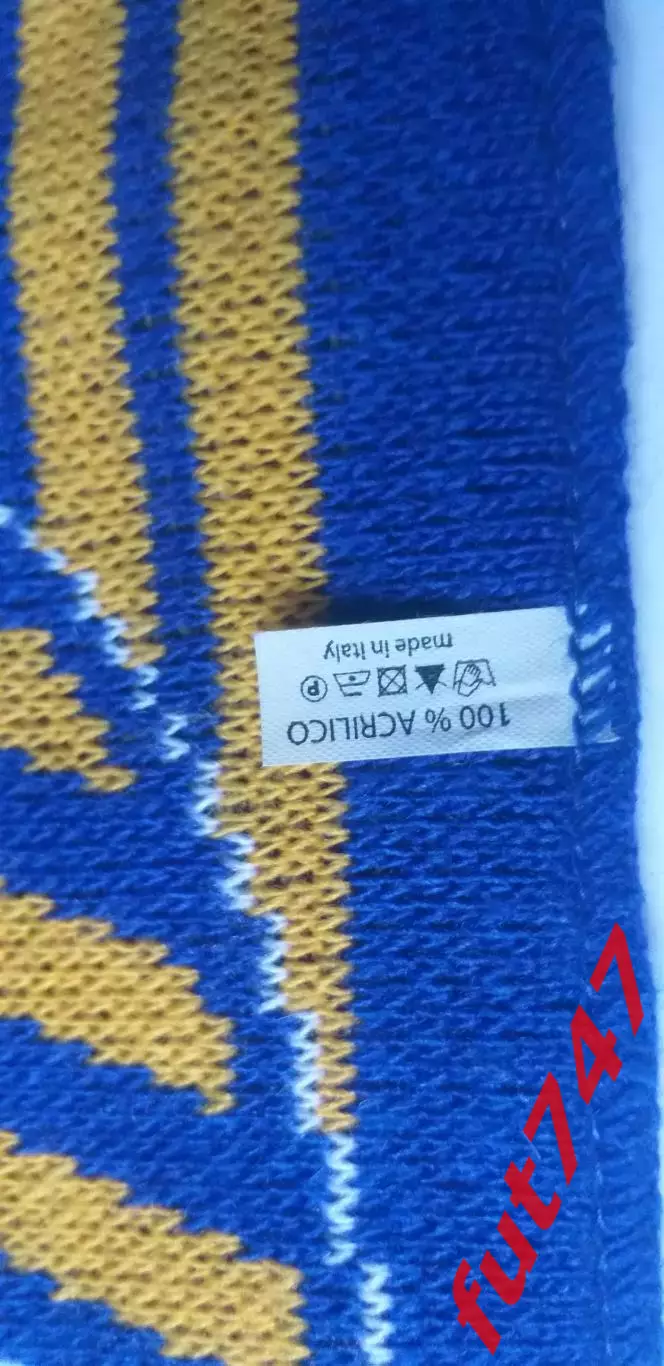 100 % ACRILICO
P
made in Italy
fut747